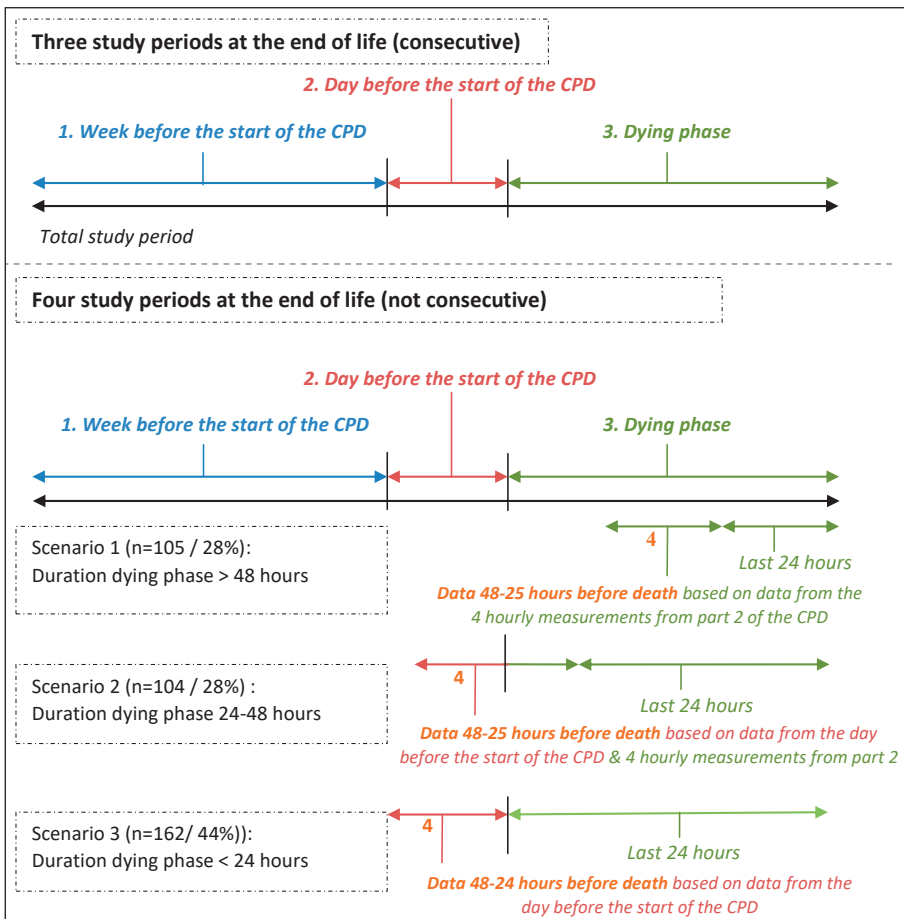 Three study periods at the end of life (consecutive)
2. Day before the start of the CPD
1. Week before the start of the CPD
3. Dying phase
Total study period
Four study periods at the end of life (not consecutive)
2. Day before the start of the CPD
1. Week before the start of the CPD
3. Dying phase
Scenario 1 (n=105 / 28%):
Duration dying phase > 48 hours
4
Last 24 hours
Data 48-25 hours before death based on data from the
4 hourly measurements from part 2 of the CPD
Scenario 2 (n=104 / 28%) :
Duration dying phase 24-48 hours
4
Last 24 hours
Data 48-25 hours before death based on data from the day
before the start of the CPD & 4 hourly measurements from part 2
Scenario 3 (n=162/ 44%)):
Duration dying phase < 24 hours
4
Last 24 hours
Data 48-24 hours before death based on data from the
day before the start of the CPD